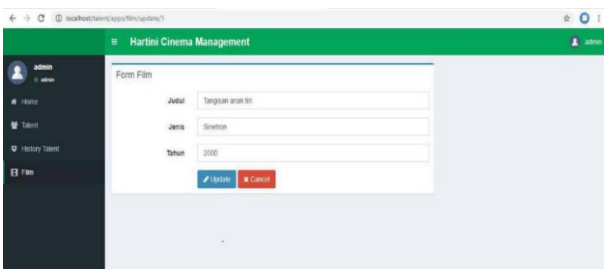 localhost/talent/apps/film/update/1
Hartini Cinema Management
admin
admin
admin
Home
Talent
History Talent
Film
Form Film
Judul
Tangisan anak tiri
Jenis
Sinetron
Tahun
2000
Update
Cancel